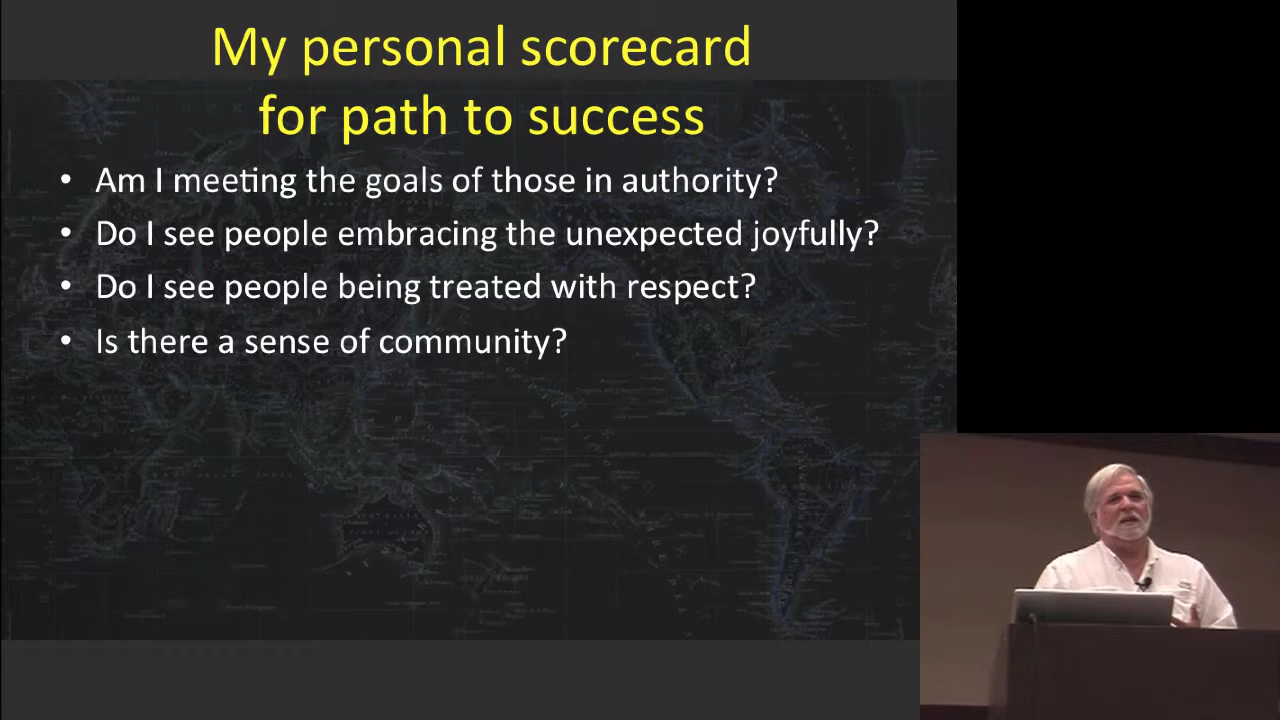 My personal scorecard
for path to success
• Am I meeting the goals of those in authority?
• Do I see people embracing the unexpected joyfully?
• Do I see people being treated with respect?
• Is there a sense of community?